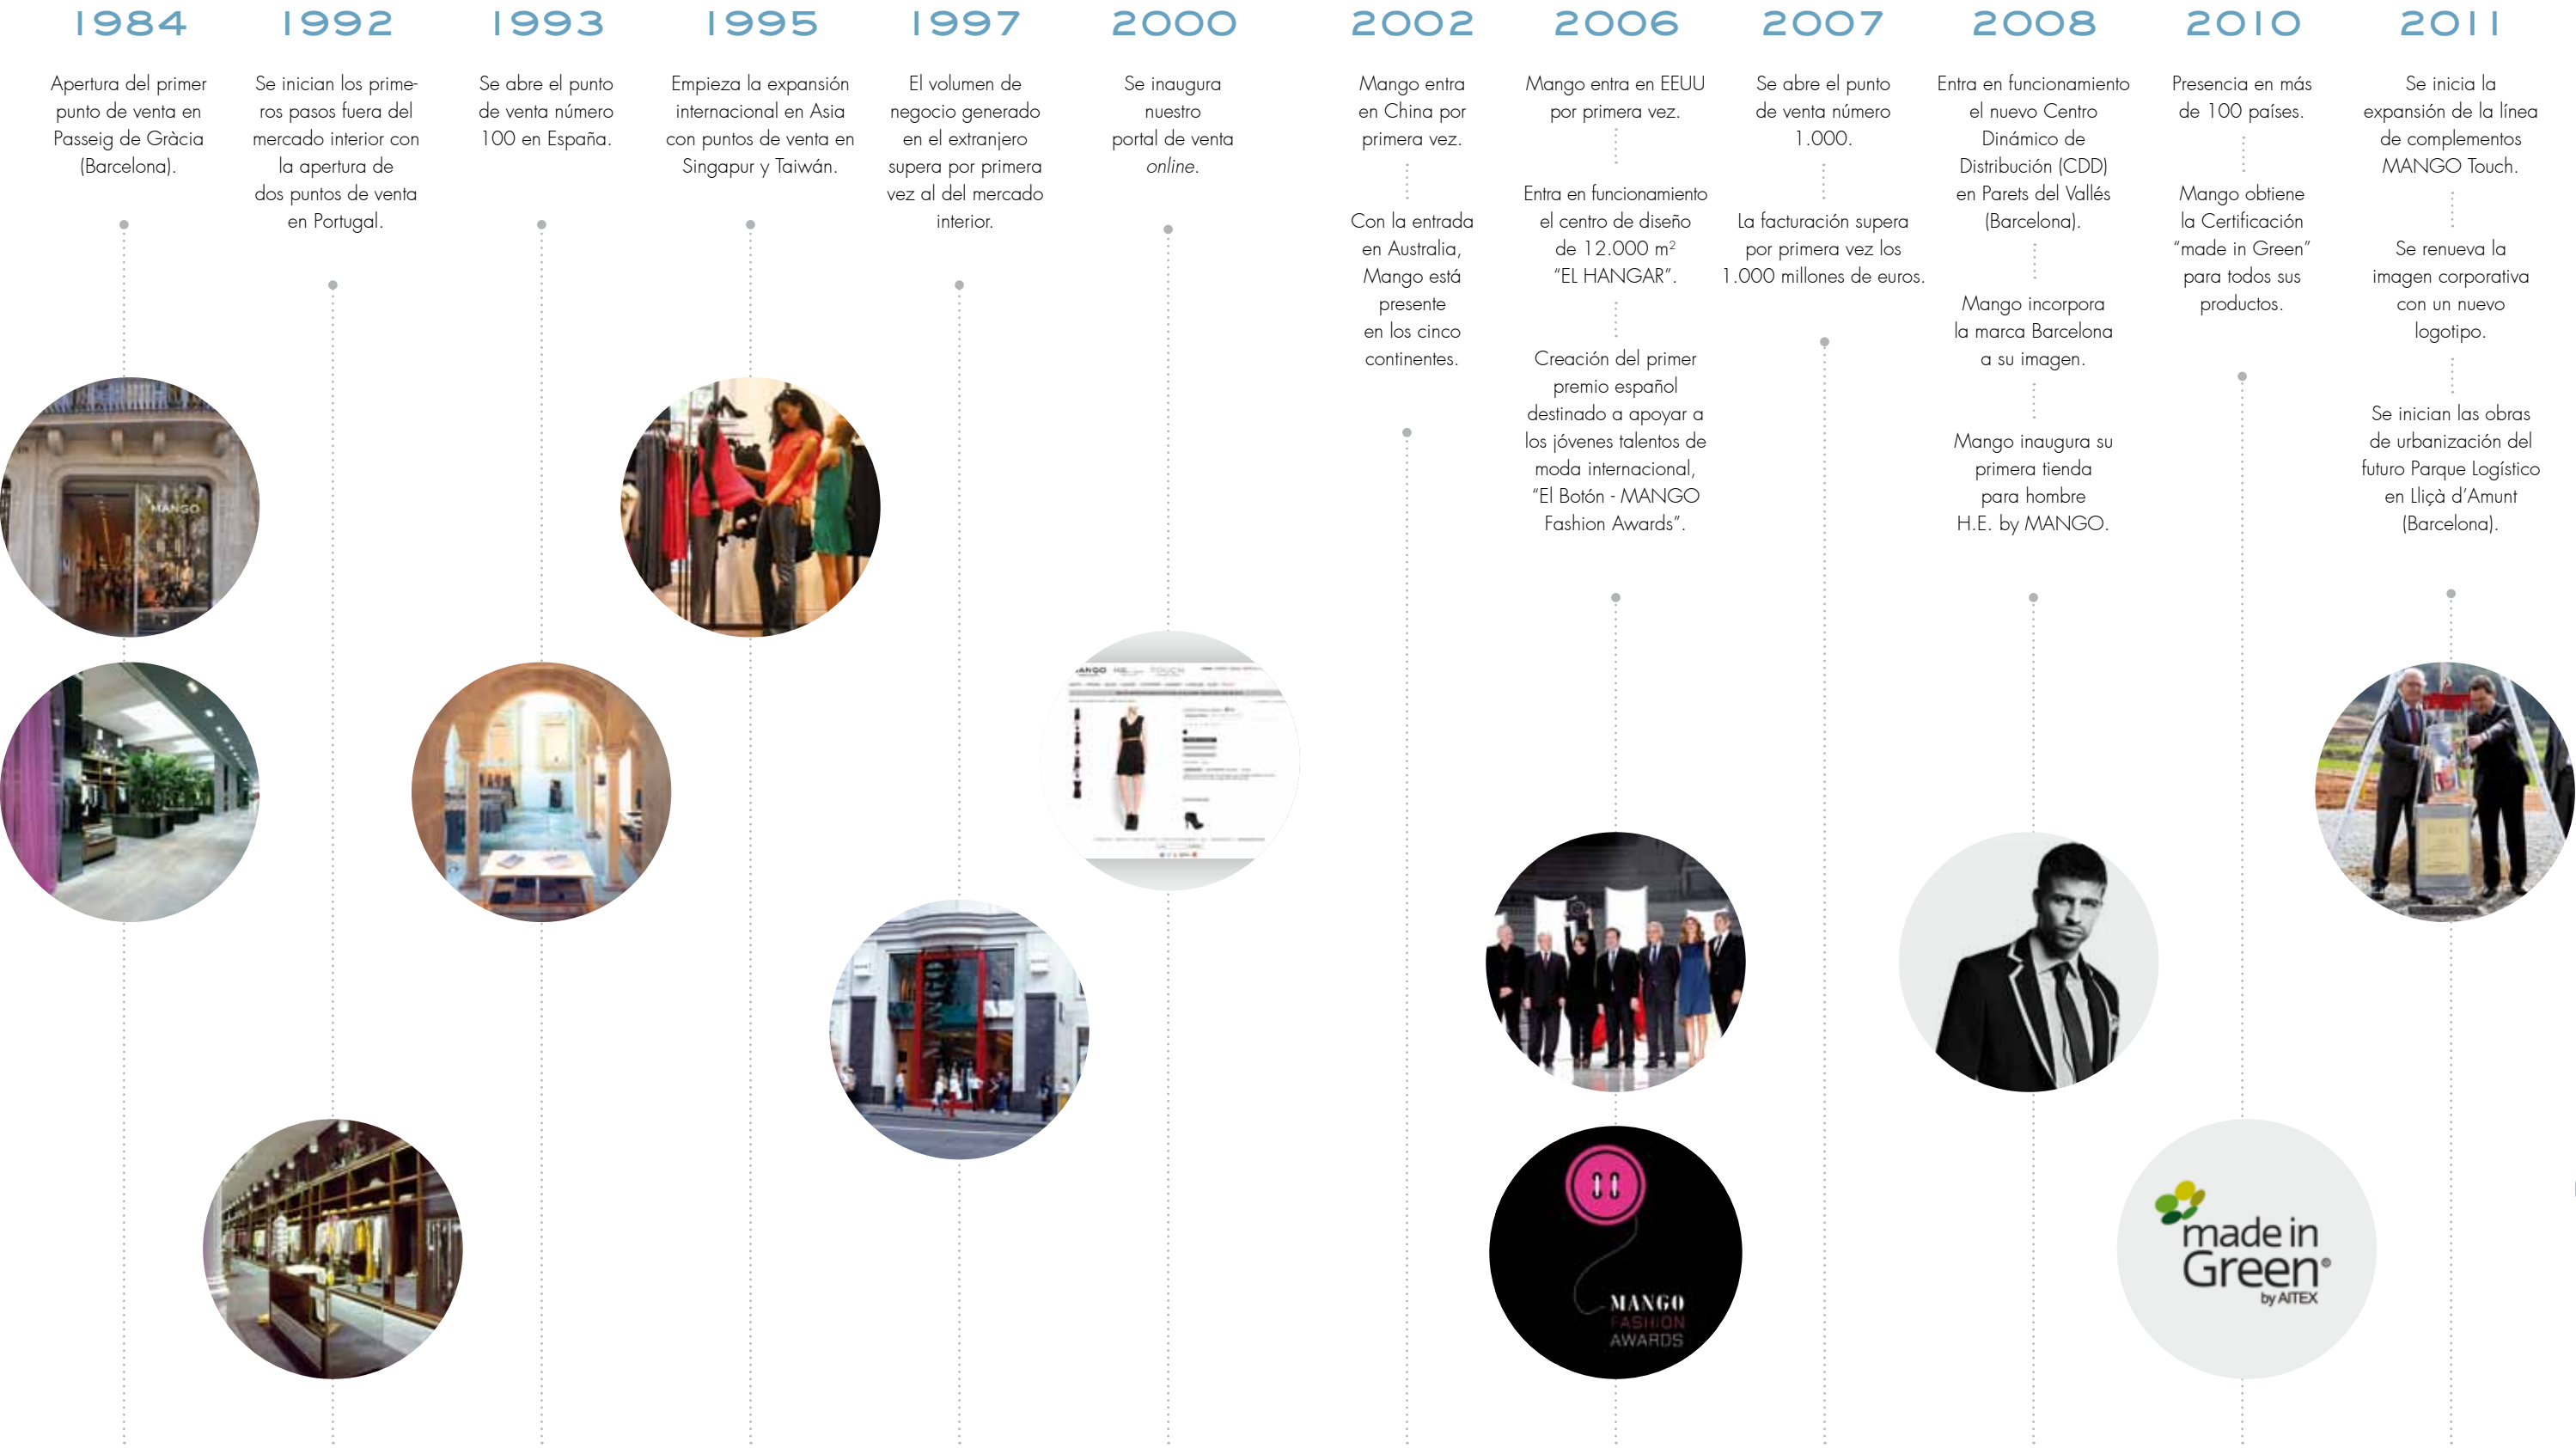 1984
Apertura del primer
punto de venta en
Passeig de Gràcia
(Barcelona).
1992
Se inician los prime-
ros pasos fuera del
mercado interior con
la apertura de
dos puntos de venta
en Portugal.
1993
Se abre el punto
de venta número
100 en España.
1995
Empieza la expansión
internacional en Asia
con puntos de venta en
Singapur y Taiwán.
1997
El volumen de
negocio generado
en el extranjero
supera por primera
vez al del mercado
interior.
2000
Se inaugura
nuestro
portal de venta
online.
2002
Mango entra
en China por
primera vez.
Con la entrada
en Australia,
Mango está
presente
en los cinco
continentes.
2006
Mango entra en EEUU
por primera vez.
Entra en funcionamiento
el centro de diseño
de 12.000 m²
“EL HANGAR”.
Creación del primer
premio español
destinado a apoyar a
los jóvenes talentos de
moda internacional,
“El Botón - MANGO
Fashion Awards”.
2007
Se abre el punto
de venta número
1.000.
La facturación supera
por primera vez los
1.000 millones de euros.
2008
Entra en funcionamiento
el nuevo Centro
Dinámico de
Distribución (CDD)
en Parets del Vallés
(Barcelona).
Mango incorpora
la marca Barcelona
a su imagen.
Mango inaugura su
primera tienda
para hombre
H.E. by MANGO.
2010
Presencia en más
de 100 países.
Mango obtiene
la Certificación
“made in Green”
para todos sus
productos.
2011
Se inicia la
expansión de la línea
de complementos
MANGO Touch.
Se renueva la
imagen corporativa
con un nuevo
logotipo.
Se inician las obras
de urbanización del
futuro Parque Logístico
en Lliçà d’Amunt
(Barcelona).
MANGO
TOUCH
MANGO
FASHION
AWARDS
made in
Green®
by AITEX